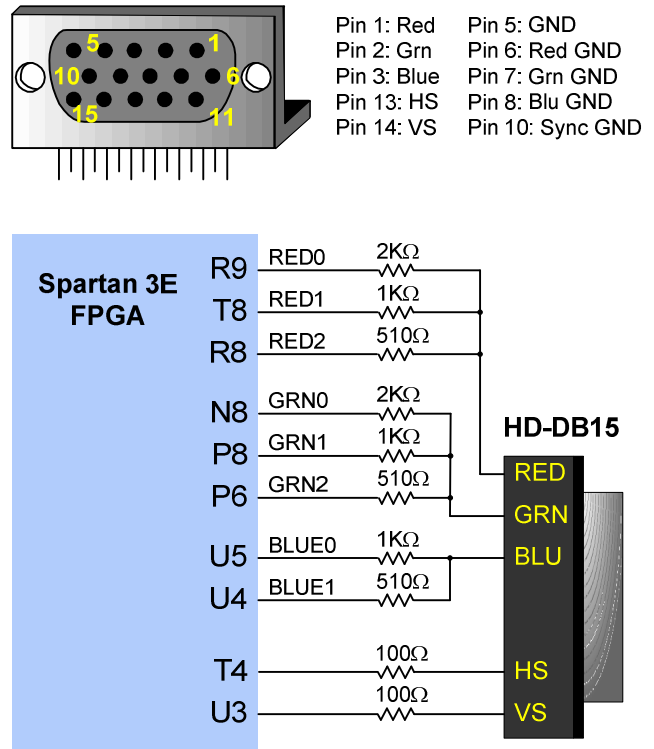 5
1
10
6
15
11
Pin 1: Red
Pin 2: Grn
Pin 3: Blue
Pin 13: HS
Pin 14: VS
Pin 5: GND
Pin 6: Red GND
Pin 7: Grn GND
Pin 8: Blu GND
Pin 10: Sync GND
Spartan 3E
FPGA
R9 RED0 2KΩ
T8 RED1 1KΩ
R8 RED2 510Ω
N8 GRN0 2KΩ
P8 GRN1 1KΩ
P6 GRN2 510Ω
U5 BLUE0 1KΩ
U4 BLUE1 510Ω
T4 100Ω
U3 100Ω
HD-DB15
RED
GRN
BLU
HS
VS